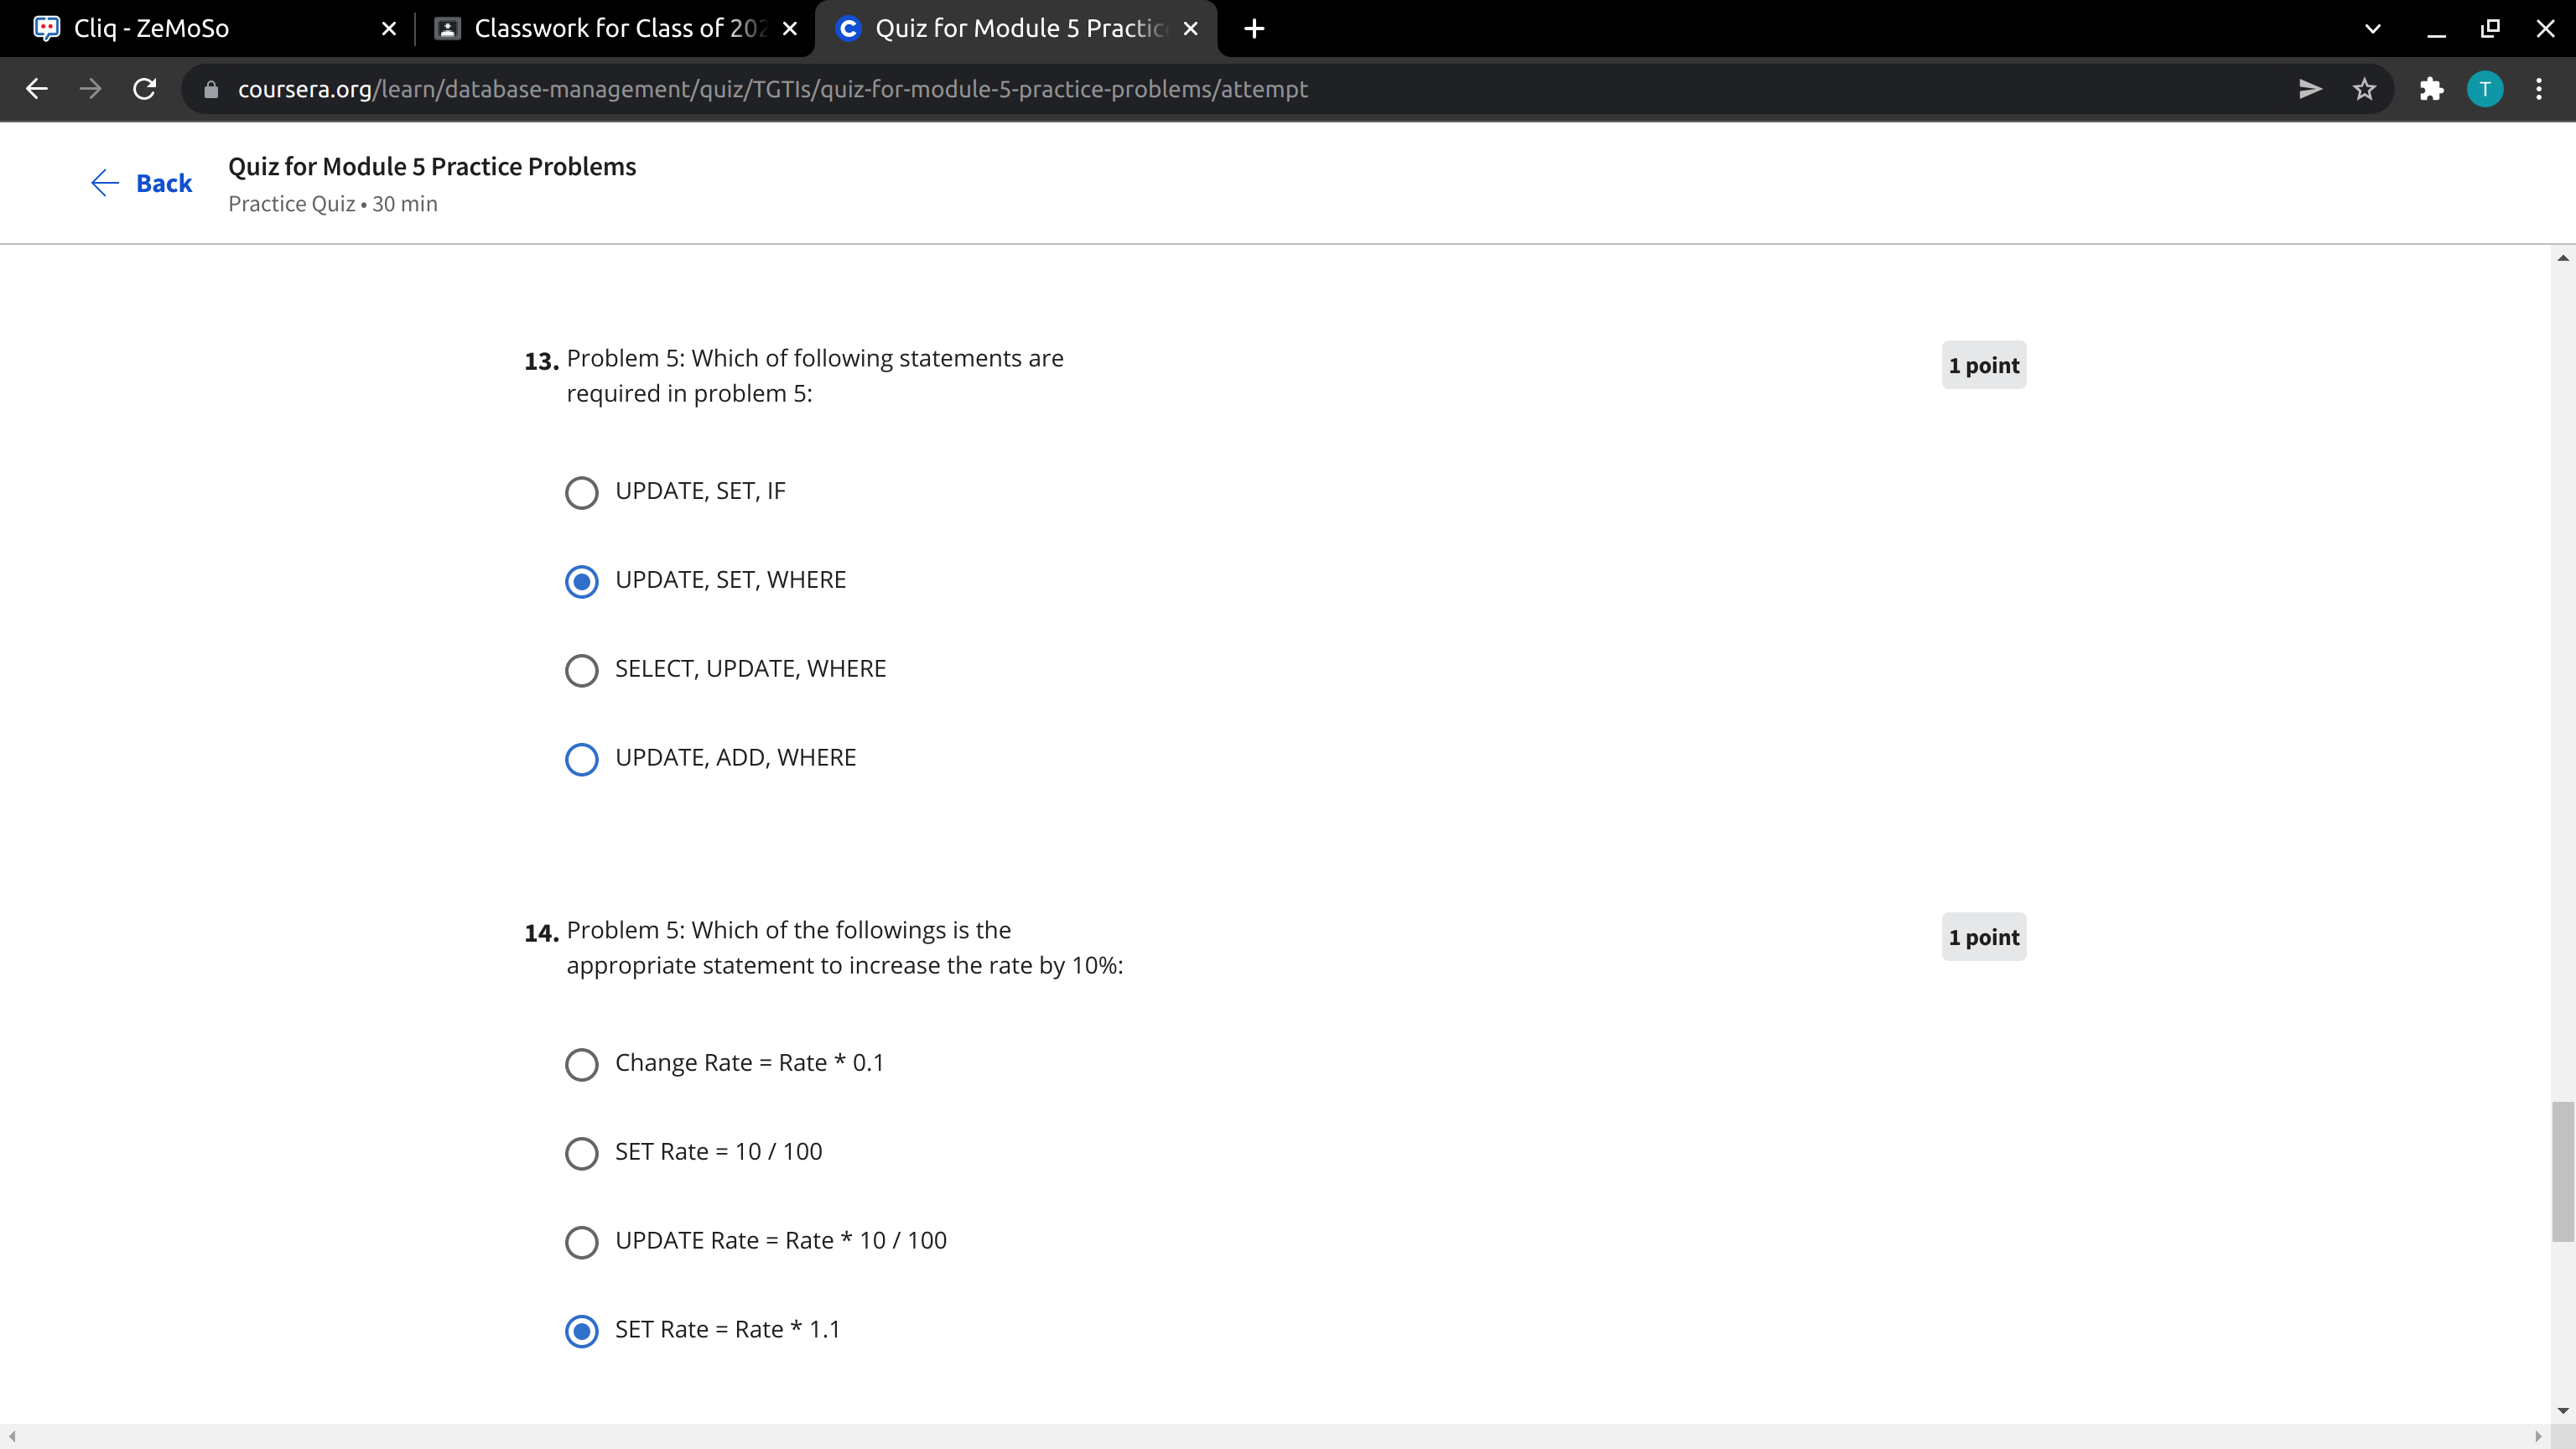 Cliq - ZeMoSo
Classwork for Class of 202
Quiz for Module 5 Practic
coursera.org/learn/database-management/quiz/TGTIs/quiz-for-module-5-practice-problems/attempt
T
Back
Quiz for Module 5 Practice Problems
Practice Quiz • 30 min
13. Problem 5: Which of following statements are
required in problem 5:
1 point
UPDATE, SET, IF
UPDATE, SET, WHERE
SELECT, UPDATE, WHERE
UPDATE, ADD, WHERE
14. Problem 5: Which of the followings is the
appropriate statement to increase the rate by 10%:
1 point
Change Rate = Rate * 0.1
SET Rate = 10 / 100
UPDATE Rate = Rate * 10 / 100
SET Rate = Rate * 1.1